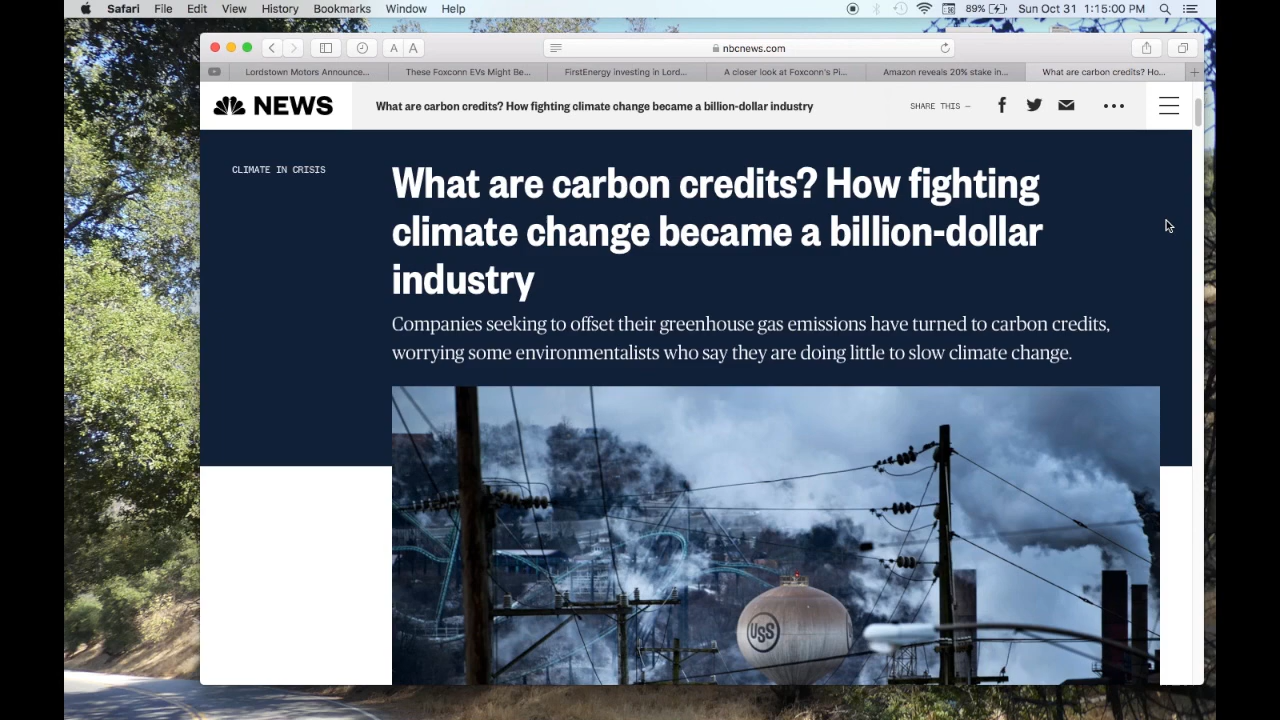 Safari File Edit View History Bookmarks Window Help 89% Sun Oct 31 1:15:00 PM
A A nbcnews.com
Lordstown Motors Announce... These Foxconn EVs Might Be... FirstEnergy investing in Lord... A closer look at Foxconn's Pi... Amazon reveals 20% stake in... What are carbon credits? Ho...
NEWS What are carbon credits? How fighting climate change became a billion-dollar industry SHARE THIS —
CLIMATE IN CRISIS
What are carbon credits? How fighting
climate change became a billion-dollar
industry
Companies seeking to offset their greenhouse gas emissions have turned to carbon credits,
worrying some environmentalists who say they are doing little to slow climate change.
USS